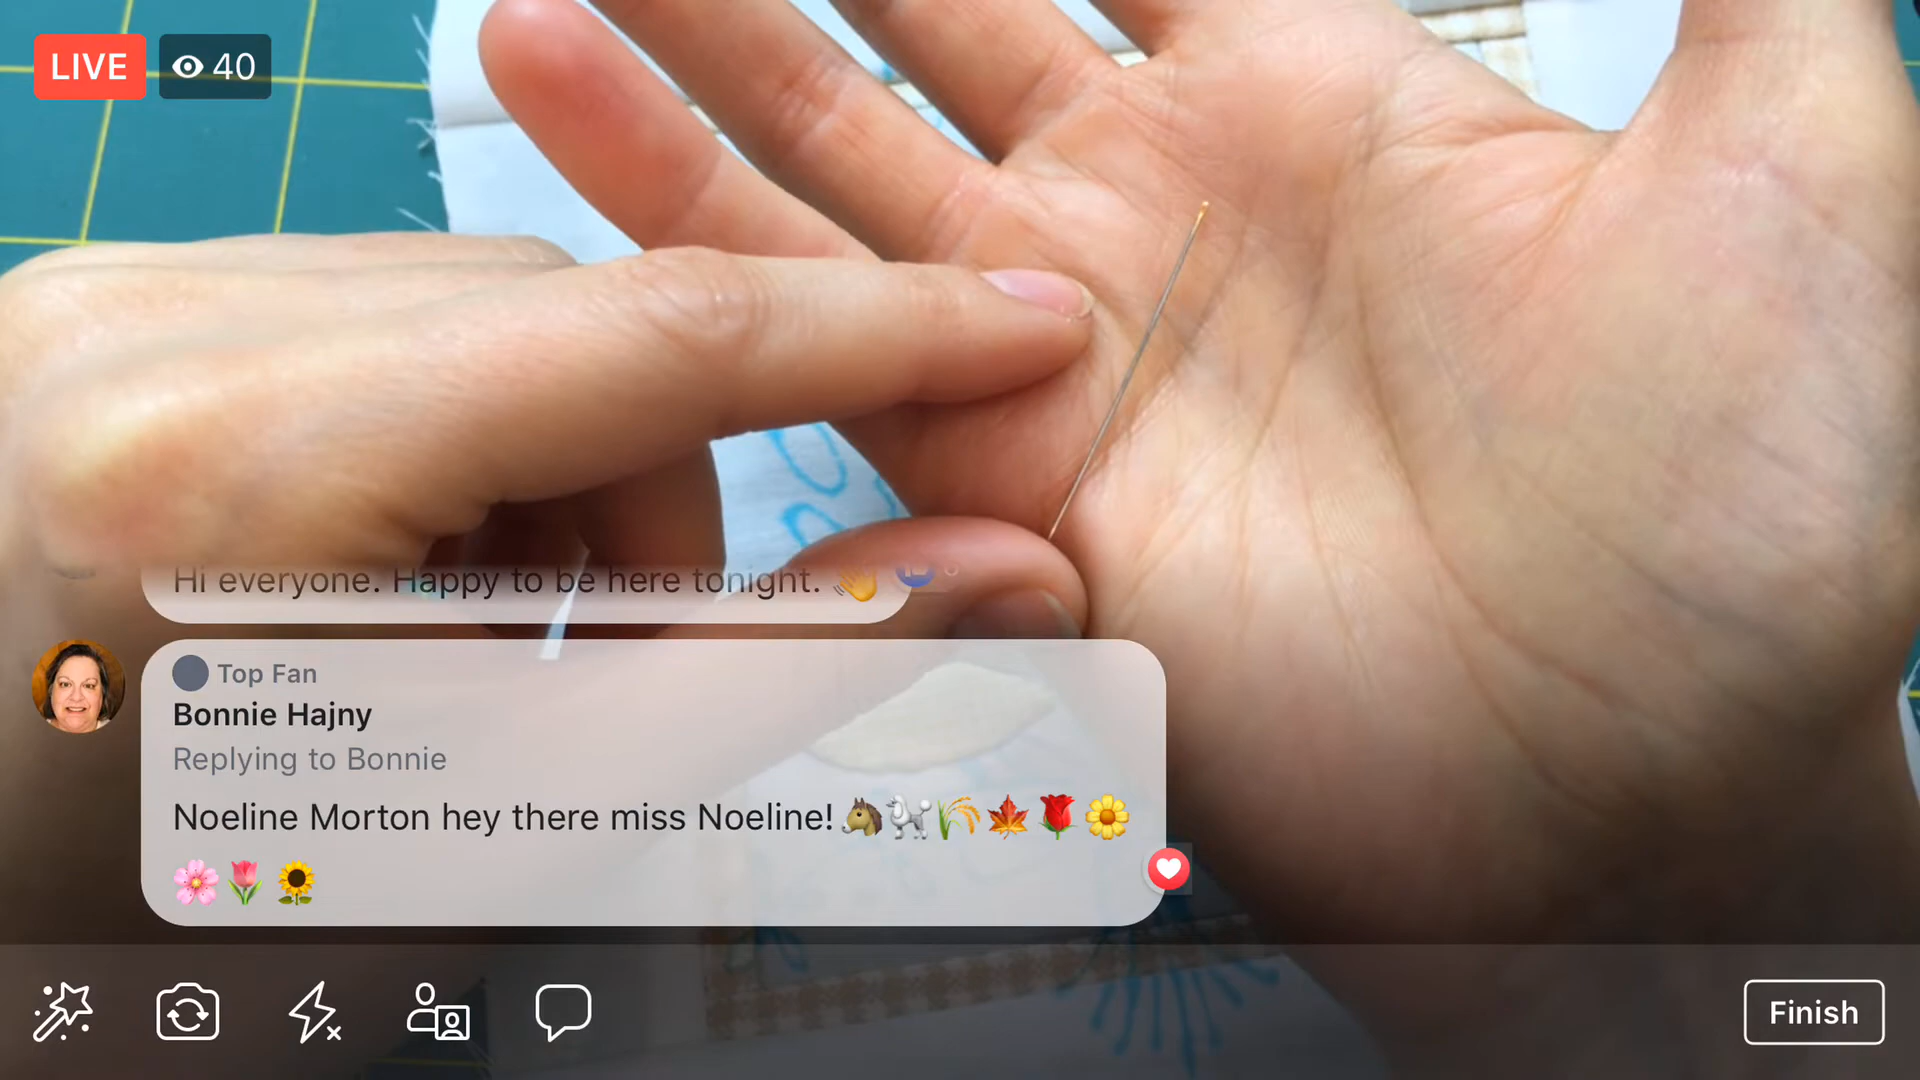 LIVE
40
Hi everyone. Happy to be here tonight. 👋
Top Fan
Bonnie Hajny
Replying to Bonnie
Noeline Morton hey there miss Noeline! 🐴🐩🌾🍁🌹🌼
🌸🌷🌻
Finish